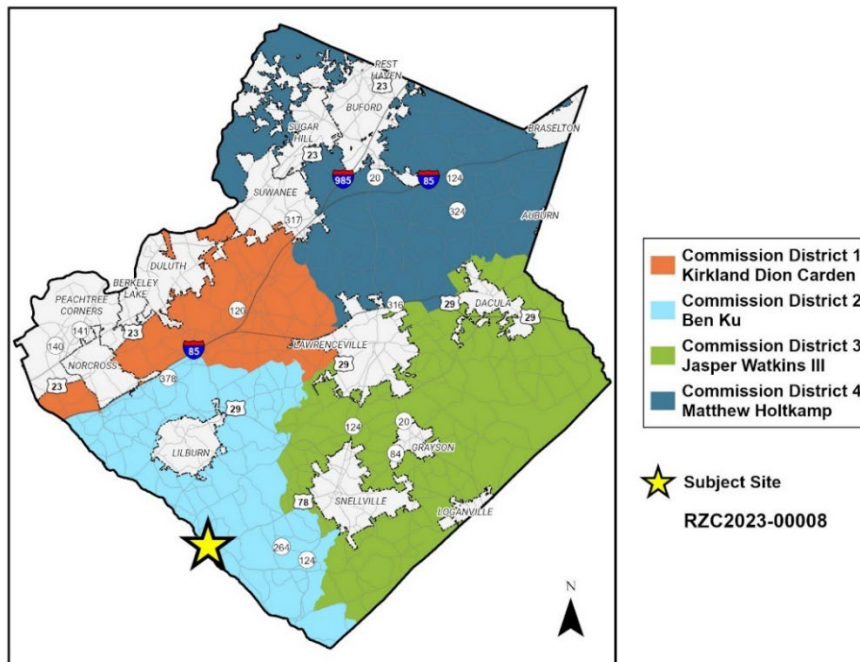 REST
HAVEN
23
BUFORD
SUGAR
HILL
23
BRASELTON
985
20
85
124
SUWANEE
324
317
AUBURN
DULUTH
BERKELEY
LAKE
PEACHTREE
CORNERS
120
316
29
DACULA
29
23
141
140
LAWRENCEVILLE
85
29
NORCROSS
23
378
29
20
124
LILBURN
GRAYSON
84
78
SNELLVILLE
LOGANVILLE
264
124
N
Commission District 1
Kirkland Dion Carden
Commission District 2
Ben Ku
Commission District 3
Jasper Watkins III
Commission District 4
Matthew Holtkamp
Subject Site
RZC2023-00008